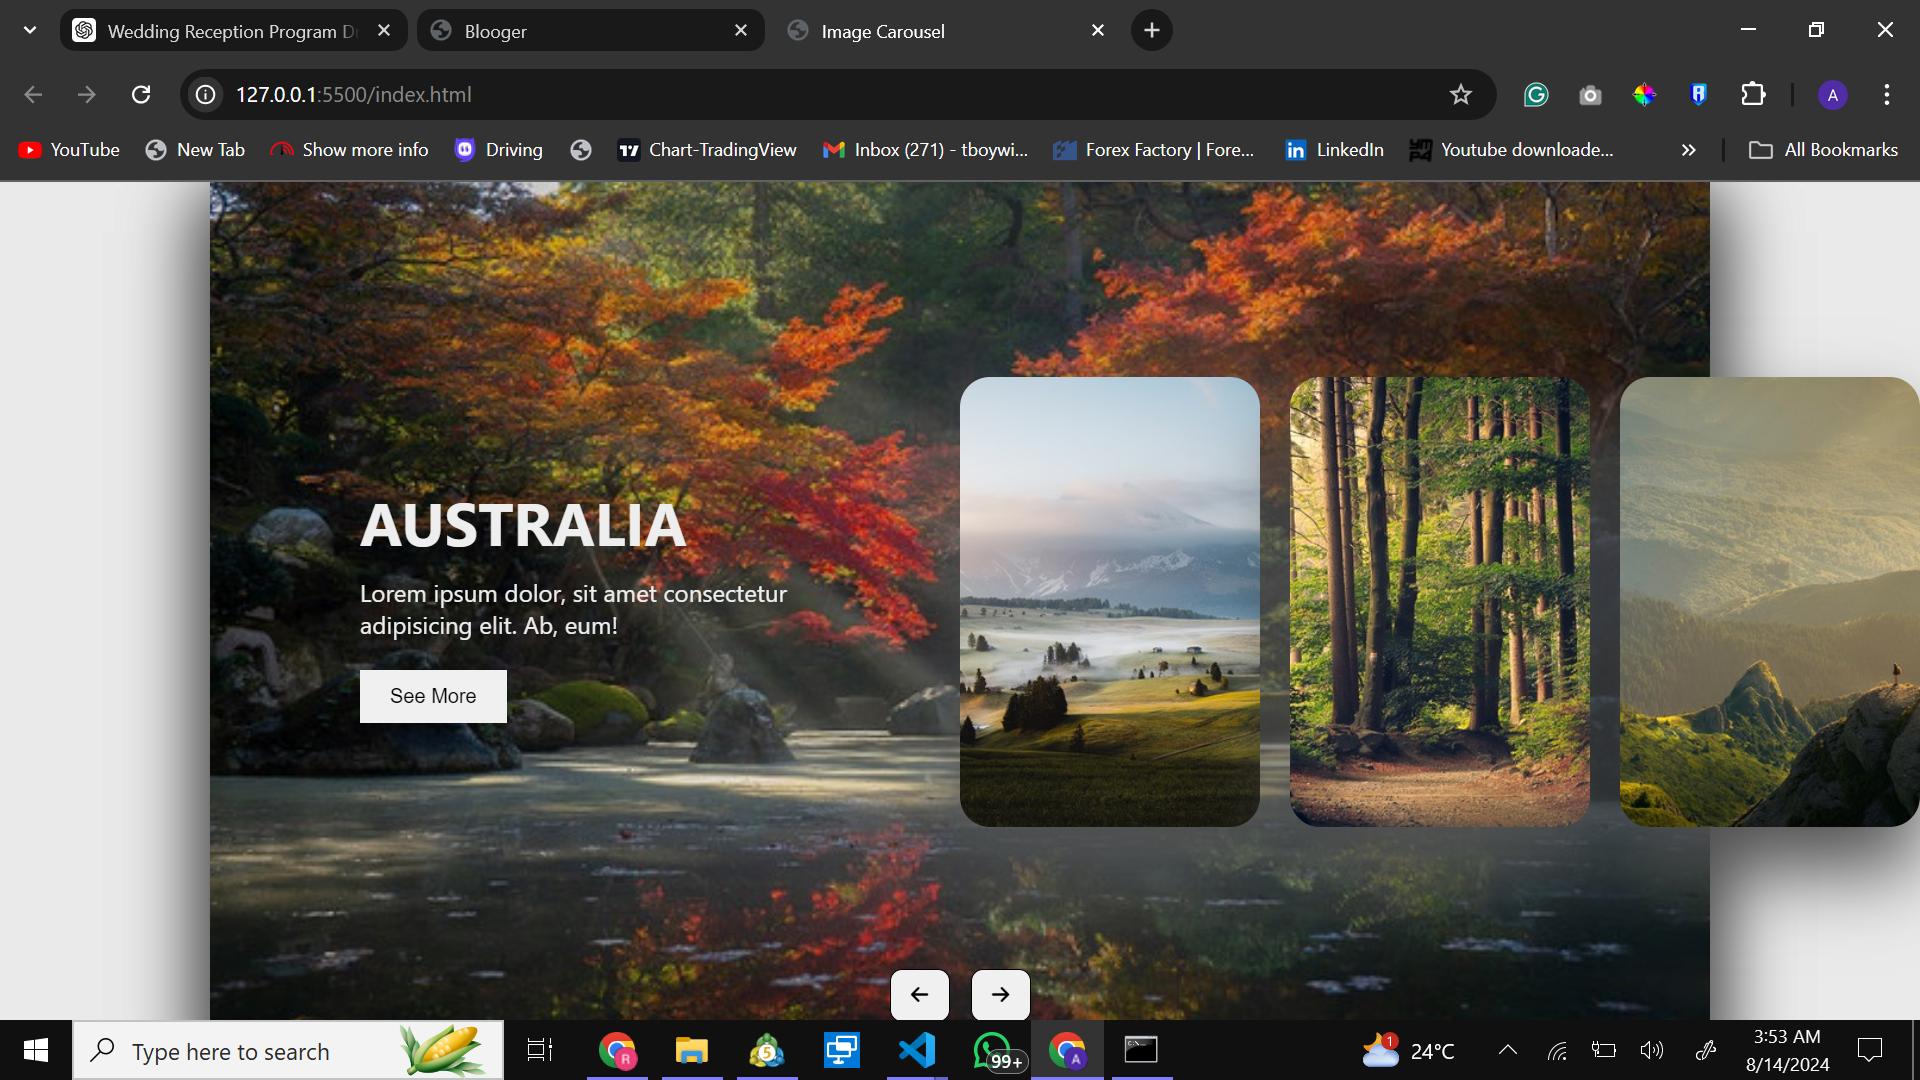 Wedding Reception Program D
Blooger
Image Carousel
127.0.0.1:5500/index.html
A
YouTube
New Tab
Show more info
Driving
Chart-TradingView
Inbox (271) - tboywi...
Forex Factory | Fore...
Youtube downloade...
LinkedIn
All Bookmarks
AUSTRALIA
Lorem ipsum dolor, sit amet consectetur
adipisicing elit. Ab, eum!
See More
Type here to search
R
5
99+
A
1
24°C
3:53 AM
8/14/2024